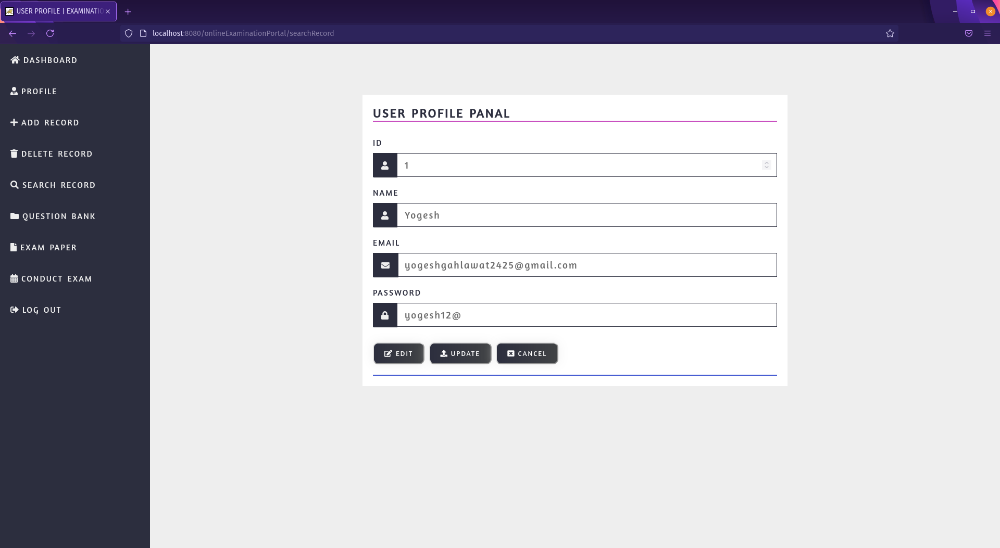 USER PROFILE | EXAMINATIO
localhost:8080/onlineExaminationPortal/searchRecord
DASHBOARD
PROFILE
ADD RECORD
DELETE RECORD
SEARCH RECORD
QUESTION BANK
EXAM PAPER
CONDUCT EXAM
LOG OUT
USER PROFILE PANAL
ID
1
NAME
Yogesh
EMAIL
yogeshgahlawat2425@gmail.com
PASSWORD
yogesh12@
EDIT UPDATE CANCEL